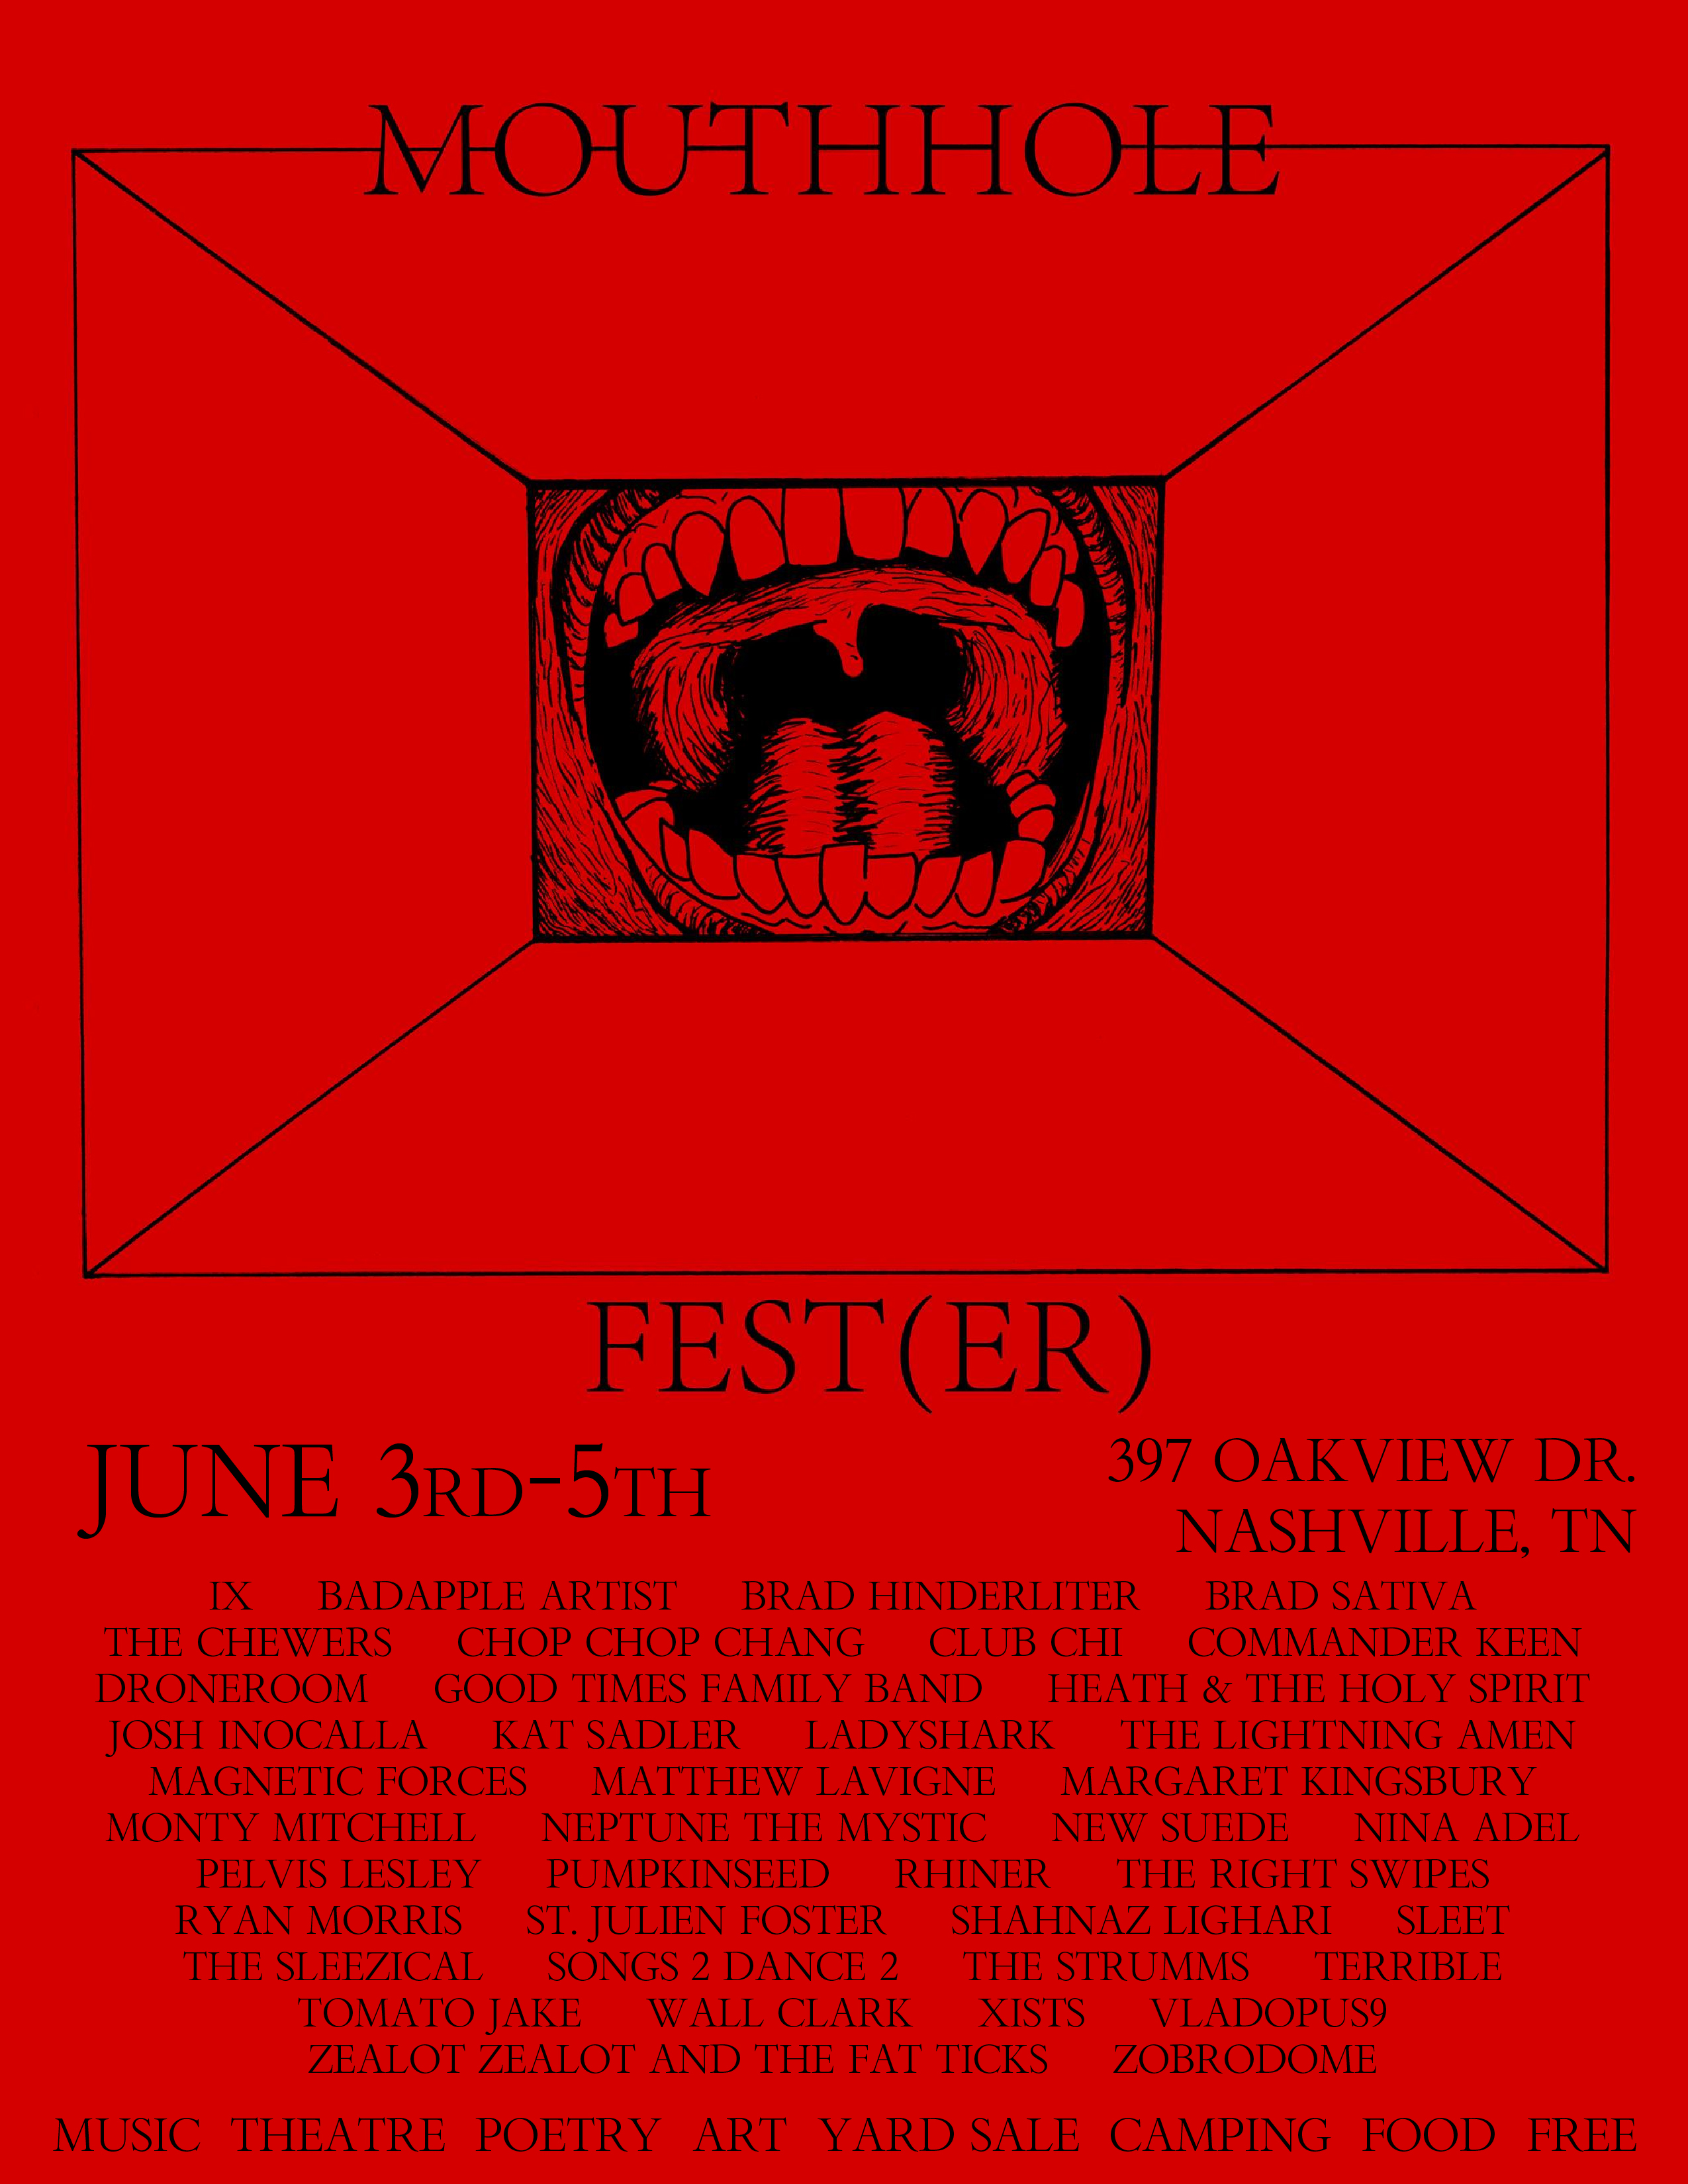 MOUTHHOLE
FEST(ER)
JUNE 3RD-5TH
397 OAKVIEW DR.
NASHVILLE, TN
IX BADAPPLE ARTIST BRAD HINDERLITER BRAD SATIVA
THE CHEWERS CHOP CHOP CHANG CLUB CHI COMMANDER KEEN
DRONEROOM GOOD TIMES FAMILY BAND HEATH & THE HOLY SPIRIT
JOSH INOCALLA KAT SADLER LADYSHARK THE LIGHTNING AMEN
MAGNETIC FORCES MATTHEW LAVIGNE MARGARET KINGSBURY
MONTY MITCHELL NEPTUNE THE MYSTIC NEW SUEDE NINA ADEL
PELVIS LESLEY PUMPKINSEED RHINER THE RIGHT SWIPES
RYAN MORRIS ST. JULIEN FOSTER SHAHNAZ LIGHARI SLEET
THE SLEEZICAL SONGS 2 DANCE 2 THE STRUMMS TERRIBLE
TOMATO JAKE WALL CLARK XISTS VLADOPUS9
ZEALOT ZEALOT AND THE FAT TICKS ZOBRODOME
MUSIC THEATRE POETRY ART YARD SALE CAMPING FOOD FREE